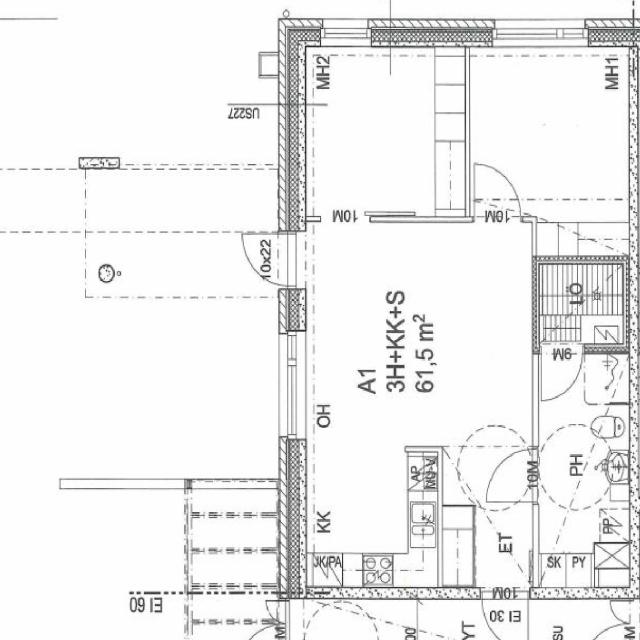 MH2
MH1
US227
10M
10M
10x22
LÖ
A1
3H+KK+S
61,5 m²
9M
OH
AP
MU-V
10M
PH
KK
ET
PP
JK/PA
SK
PY
EI 60
10M
EI 30
YT